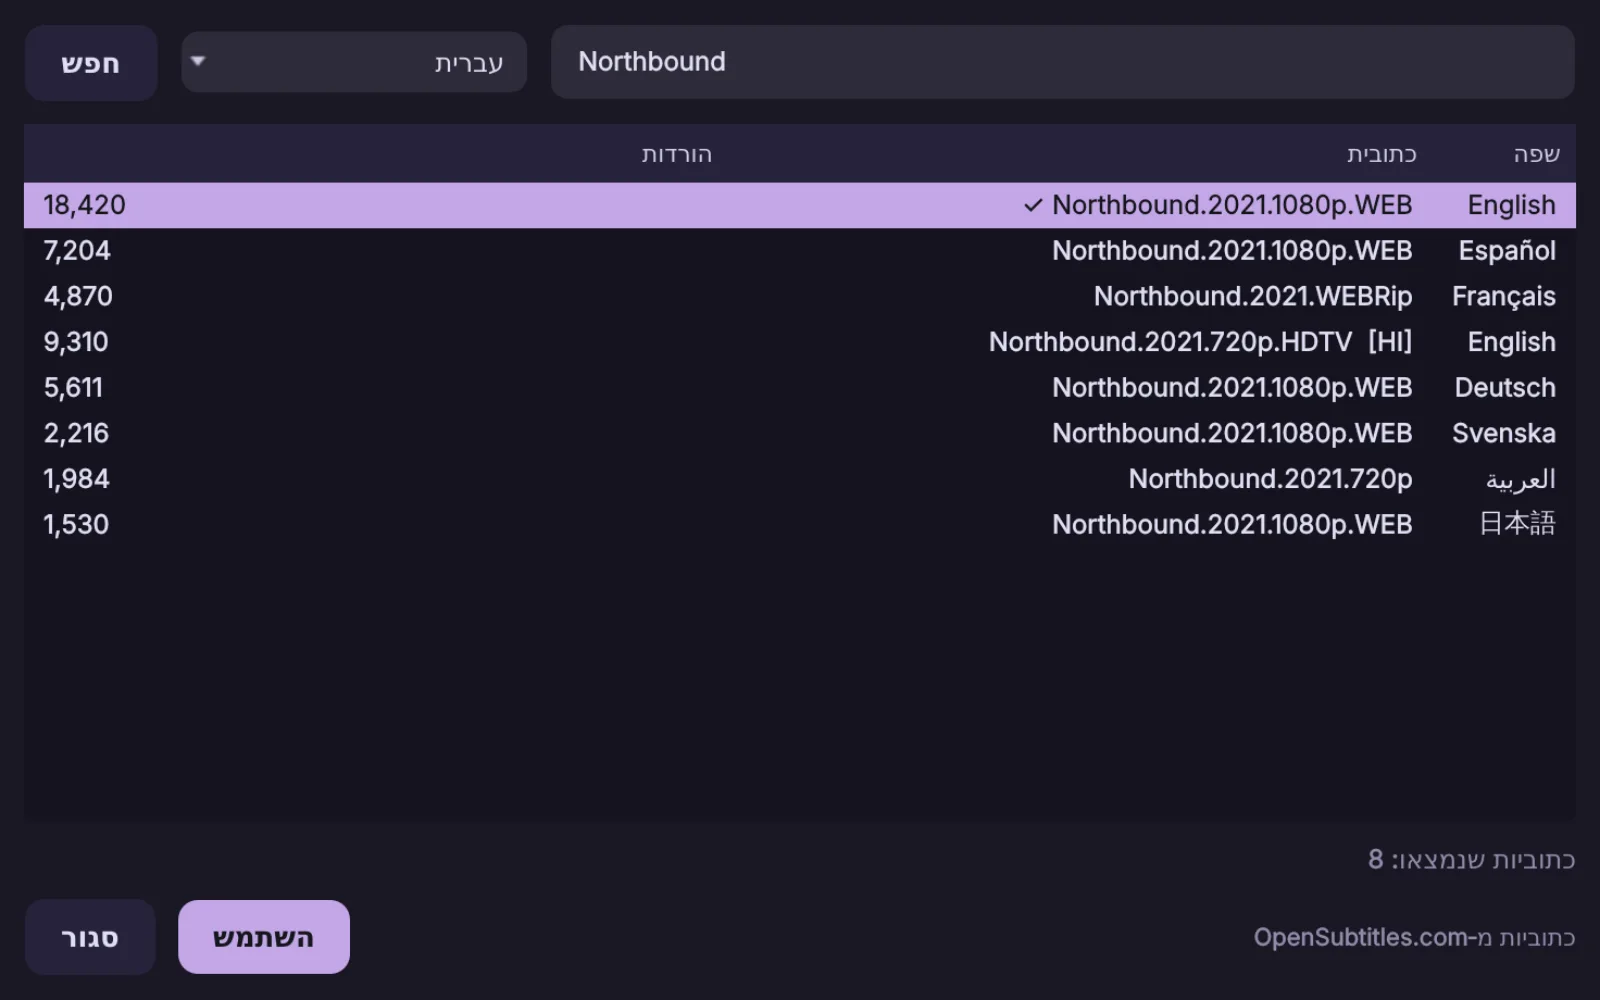 Northbound עברית חפש
שפה כתובית הורדות
English Northbound.2021.1080p.WEB ✓ 18,420
Español Northbound.2021.1080p.WEB 7,204
Français Northbound.2021.WEBRip 4,870
English Northbound.2021.720p.HDTV [HI] 9,310
Deutsch Northbound.2021.1080p.WEB 5,611
Svenska Northbound.2021.1080p.WEB 2,216
العربية Northbound.2021.720p 1,984
日本語 Northbound.2021.1080p.WEB 1,530
כתוביות שנמצאו: 8
כתוביות מ-OpenSubtitles.com השתמש סגור